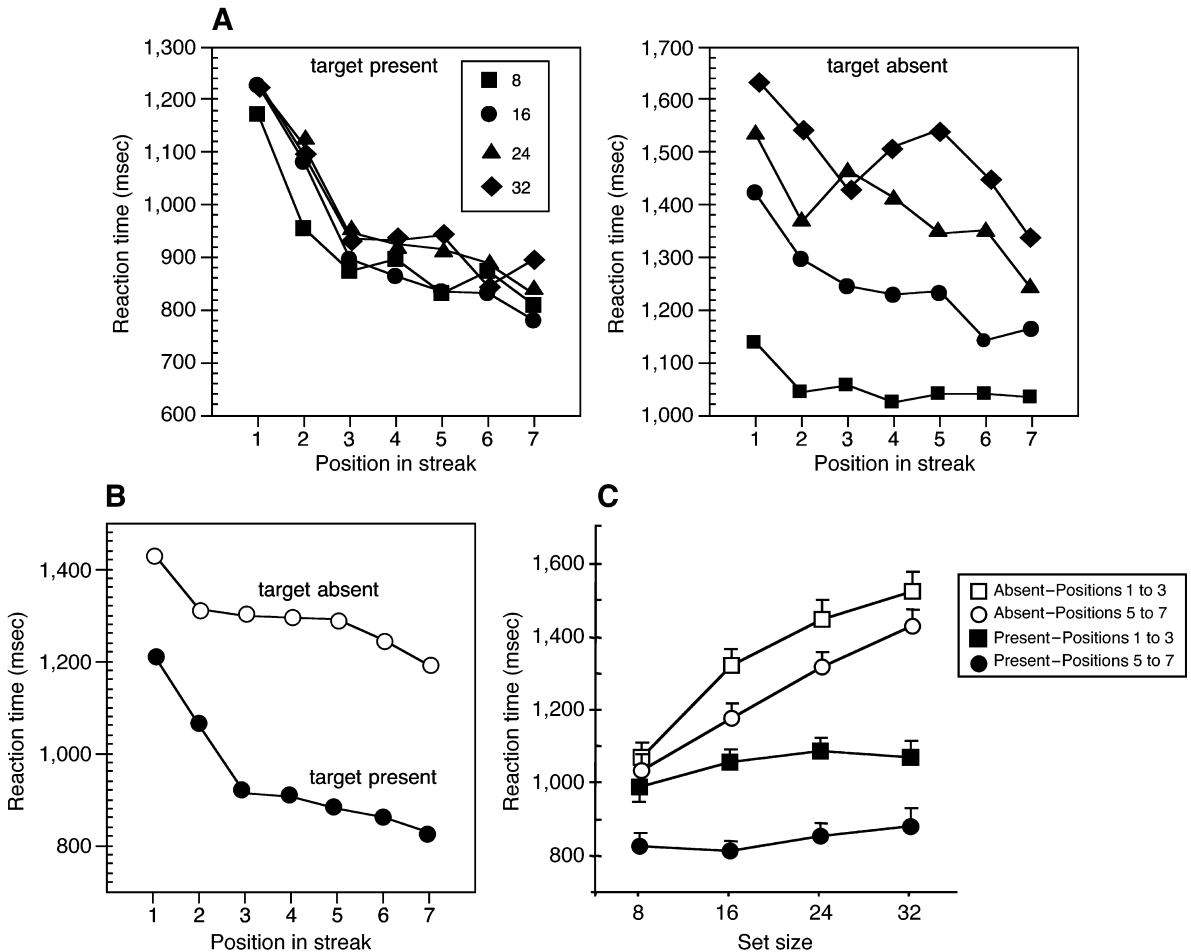 A
target present
8
16
24
32
1,300
1,200
1,100
1,000
900
800
700
600
Reaction time (msec)
1 2 3 4 5 6 7
Position in streak
target absent
1,700
1,600
1,500
1,400
1,300
1,200
1,100
1,000
Reaction time (msec)
1 2 3 4 5 6 7
Position in streak
B
target absent
target present
1,400
1,200
1,000
800
Reaction time (msec)
1 2 3 4 5 6 7
Position in streak
C
1,600
1,400
1,200
1,000
800
Reaction time (msec)
8 16 24 32
Set size
Absent–Positions 1 to 3
Absent–Positions 5 to 7
Present–Positions 1 to 3
Present–Positions 5 to 7